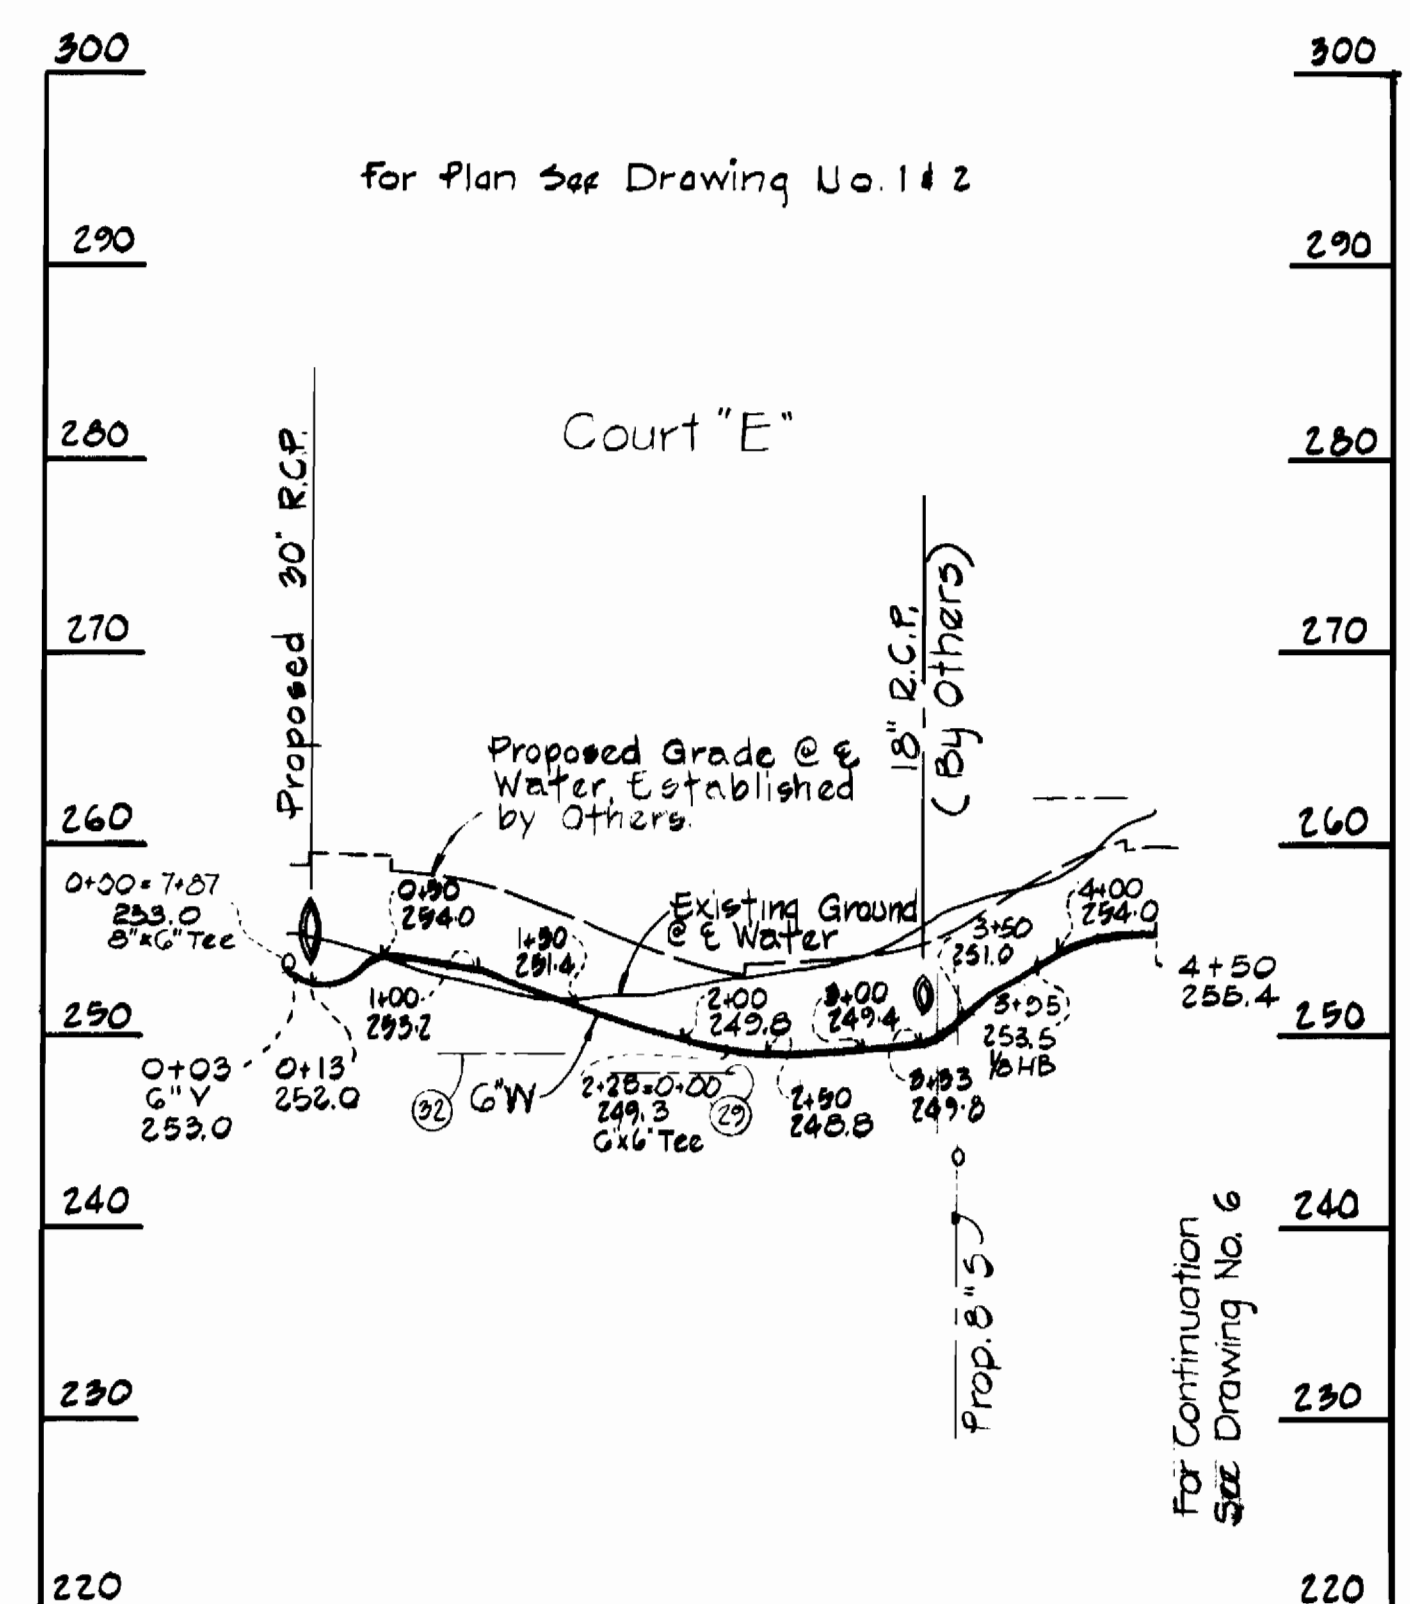 300
300
For Plan See Drawing No. 1 & 2
290
290
Court "E"
280
280
Proposed 30" R.C.P.
18" R.C.P.
(By Others)
270
270
Proposed Grade @ ℄
Water, Established
by Others.
260
260
0+00=7+87
253.0
8"x6" Tee
0+50
254.0
Existing Ground
@ ℄ Water
1+50
251.4
3+50
251.0
4+00
254.0
4+50
255.4
1+00
253.2
2+00
249.8
3+00
249.4
3+95
253.5
1/8 HB
250
250
0+03
6" V
253.0
0+13
252.0
32
6"W
2+28=0+00
249.3
6"x6" Tee
29
2+50
248.8
3+33
249.8
240
240
Prop. 8"S
For Continuation
See Drawing No. 6
230
230
220
220